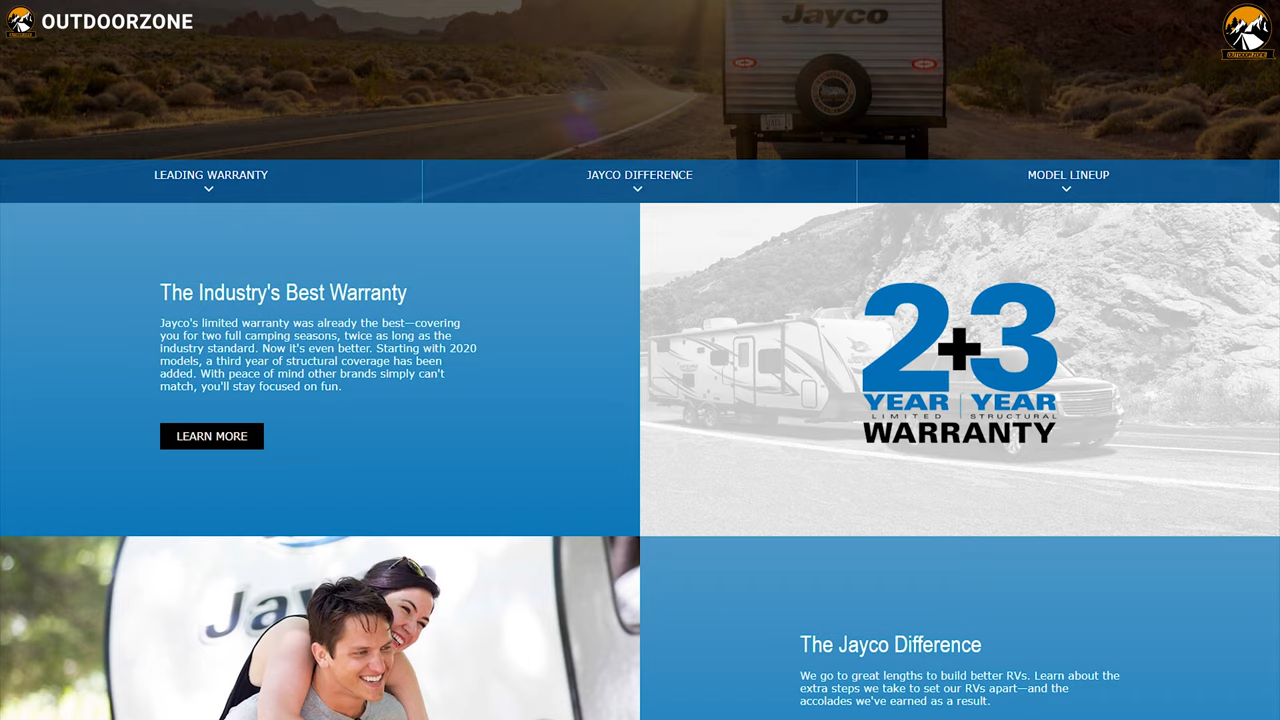 OUTDOORZONE
Jayco
OUTDOORZONE
LEADING WARRANTY
JAYCO DIFFERENCE
MODEL LINEUP
The Industry's Best Warranty
Jayco's limited warranty was already the best—covering
you for two full camping seasons, twice as long as the
industry standard. Now it's even better. Starting with 2020
models, a third year of structural coverage has been
added. With peace of mind other brands simply can't
match, you'll stay focused on fun.
LEARN MORE
2+3
YEAR | YEAR
LIMITED STRUCTURAL
WARRANTY
Jay
The Jayco Difference
We go to great lengths to build better RVs. Learn about the
extra steps we take to set our RVs apart—and the
accolades we've earned as a result.